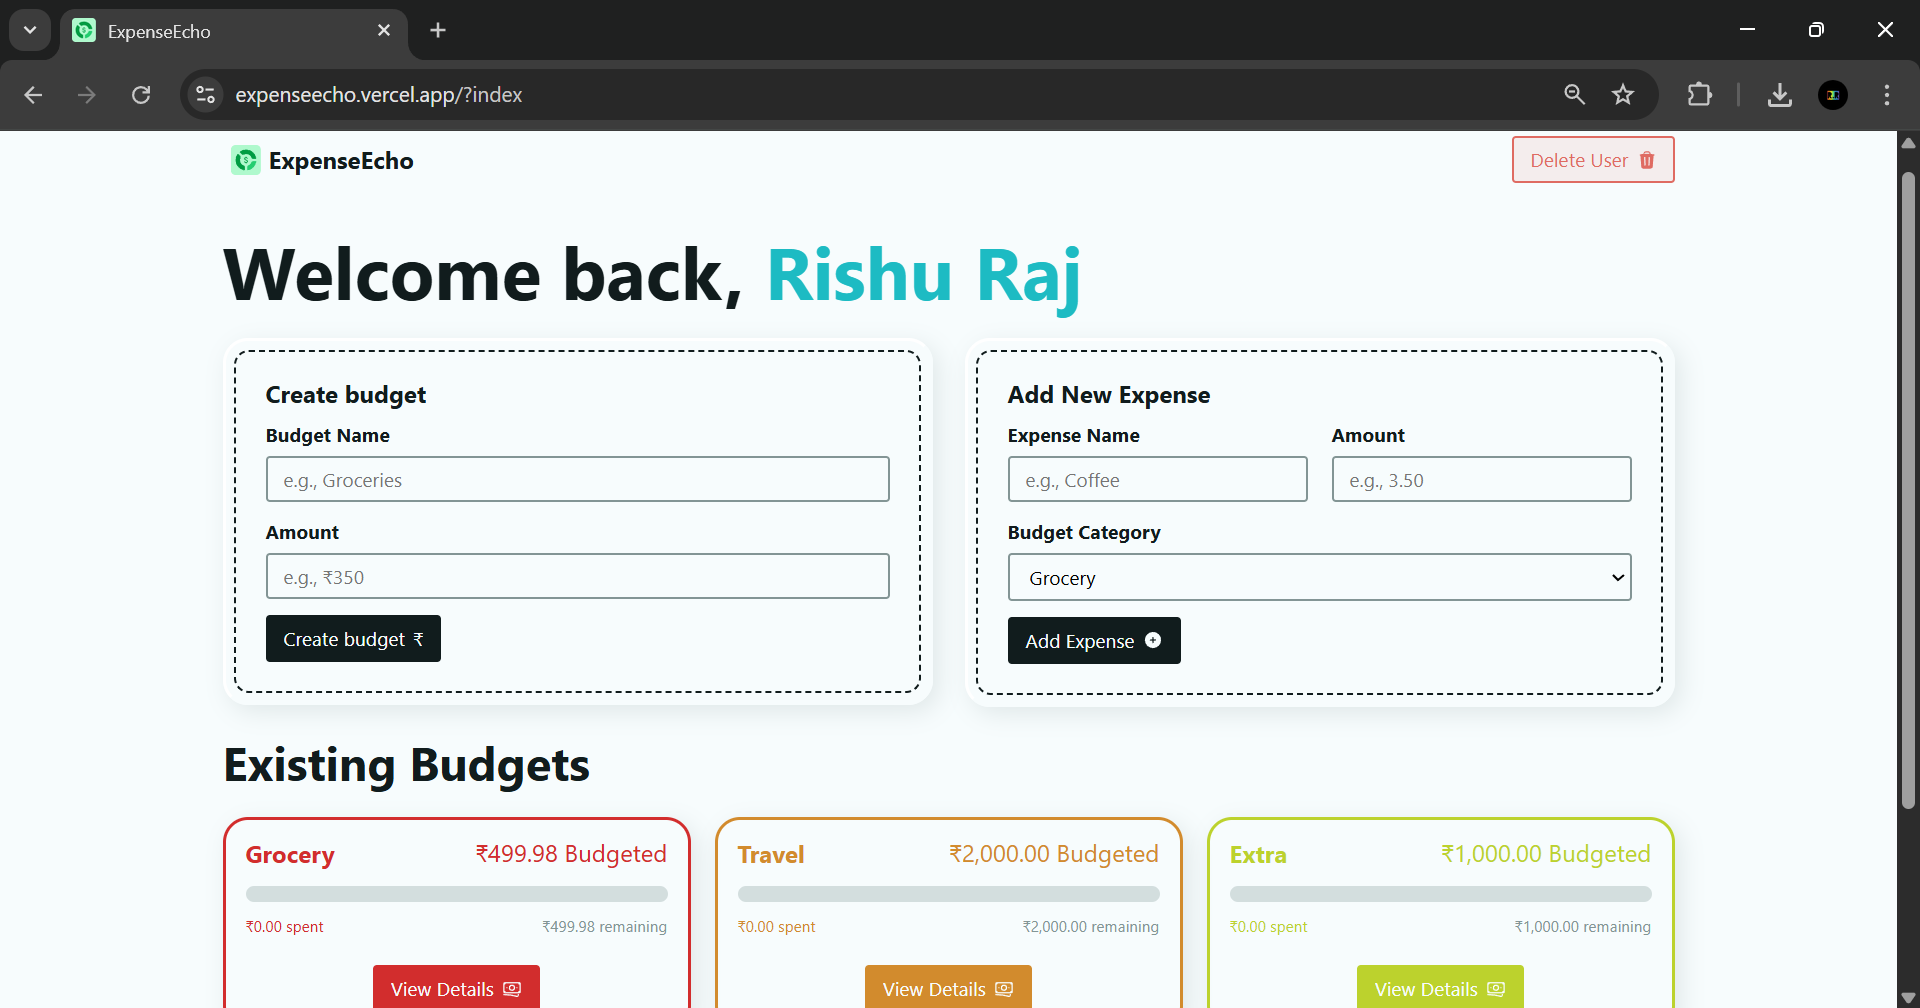 ExpenseEcho
expenseecho.vercel.app/?index
ExpenseEcho
Delete User
Welcome back, Rishu Raj
Create budget
Budget Name
e.g., Groceries
Amount
e.g., ₹350
Create budget ₹
Add New Expense
Expense Name
Amount
e.g., Coffee
e.g., 3.50
Budget Category
Grocery
Add Expense
Existing Budgets
Grocery
₹499.98 Budgeted
₹0.00 spent
₹499.98 remaining
View Details
Travel
₹2,000.00 Budgeted
₹0.00 spent
₹2,000.00 remaining
View Details
Extra
₹1,000.00 Budgeted
₹0.00 spent
₹1,000.00 remaining
View Details